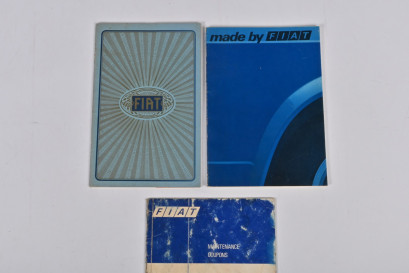 FIAT
made by FIAT
FIAT
MAINTENANCE
COUPONS